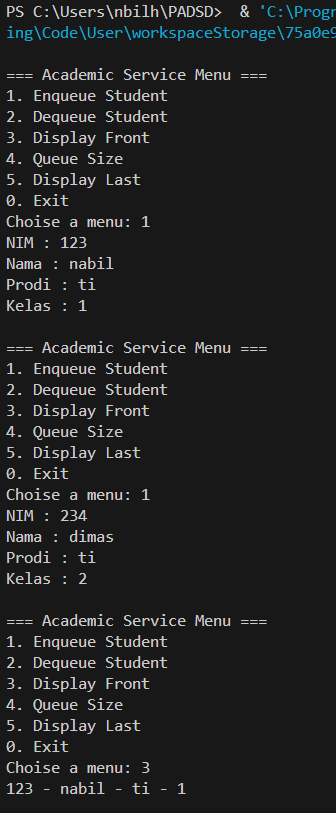 PS C:\Users\nbilh\PADSD>  & 'C:\Progr
ing\Code\User\workspaceStorage\75a0e9

=== Academic Service Menu ===
1. Enqueue Student
2. Dequeue Student
3. Display Front
4. Queue Size
5. Display Last
0. Exit
Choise a menu: 1
NIM : 123
Nama : nabil
Prodi : ti
Kelas : 1

=== Academic Service Menu ===
1. Enqueue Student
2. Dequeue Student
3. Display Front
4. Queue Size
5. Display Last
0. Exit
Choise a menu: 1
NIM : 234
Nama : dimas
Prodi : ti
Kelas : 2

=== Academic Service Menu ===
1. Enqueue Student
2. Dequeue Student
3. Display Front
4. Queue Size
5. Display Last
0. Exit
Choise a menu: 3
123 - nabil - ti - 1